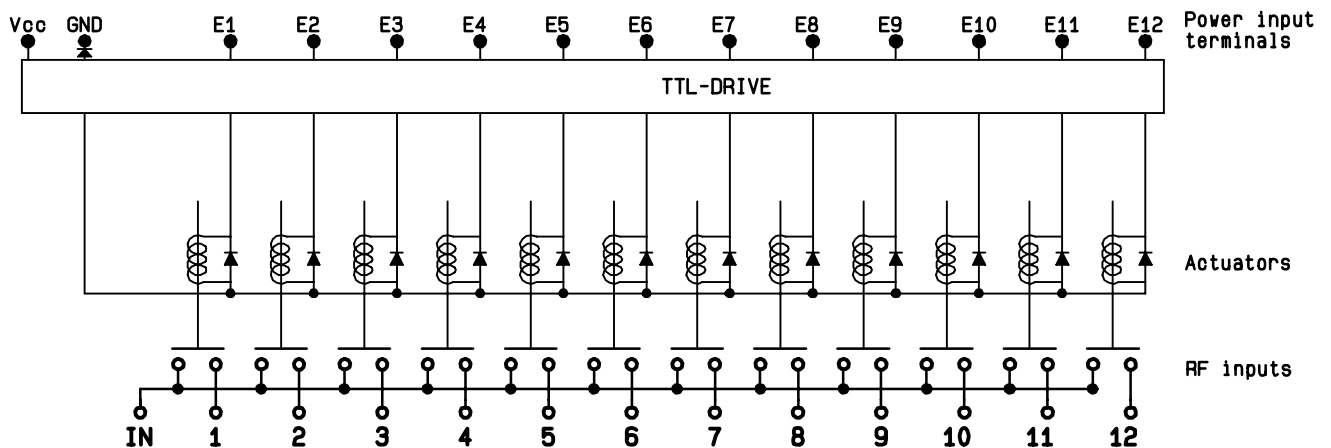 Vcc GND E1 E2 E3 E4 E5 E6 E7 E8 E9 E10 E11 E12 Power input
terminals
TTL-DRIVE
Actuators
RF inputs
IN 1 2 3 4 5 6 7 8 9 10 11 12